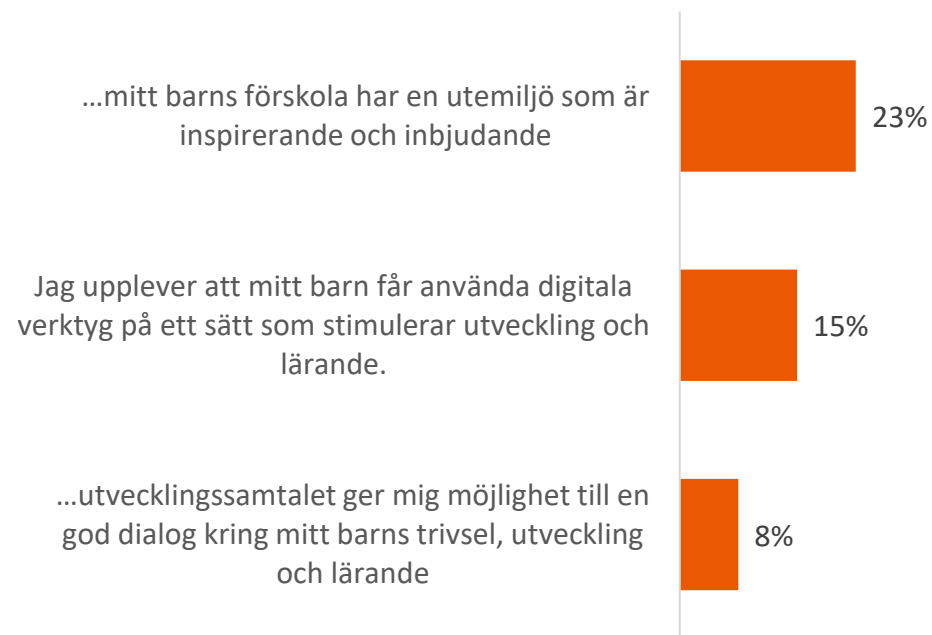 ...mitt barns förskola har en utemiljö som är
inspirerande och inbjudande
23%
Jag upplever att mitt barn får använda digitala
verktyg på ett sätt som stimulerar utveckling och
lärande.
15%
...utvecklingssamtalet ger mig möjlighet till en
god dialog kring mitt barns trivsel, utveckling
och lärande
8%